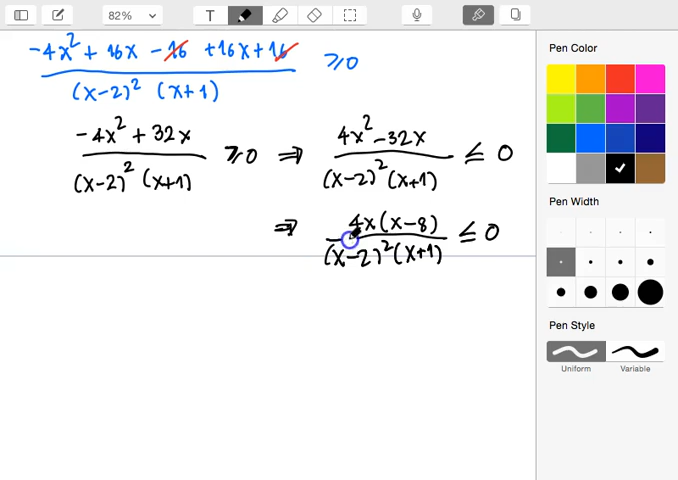 82% T Pen Color
-4x² + 16x - 16 + 16x + 16 / (x-2)² (x+1) ≥ 0
-4x² + 32x / (x-2)² (x+1) ≥ 0 ⇒ 4x² - 32x / (x-2)² (x+1) ≤ 0
⇒ 4x(x-8) / (x-2)² (x+1) ≤ 0
Pen Width
Pen Style
Uniform Variable